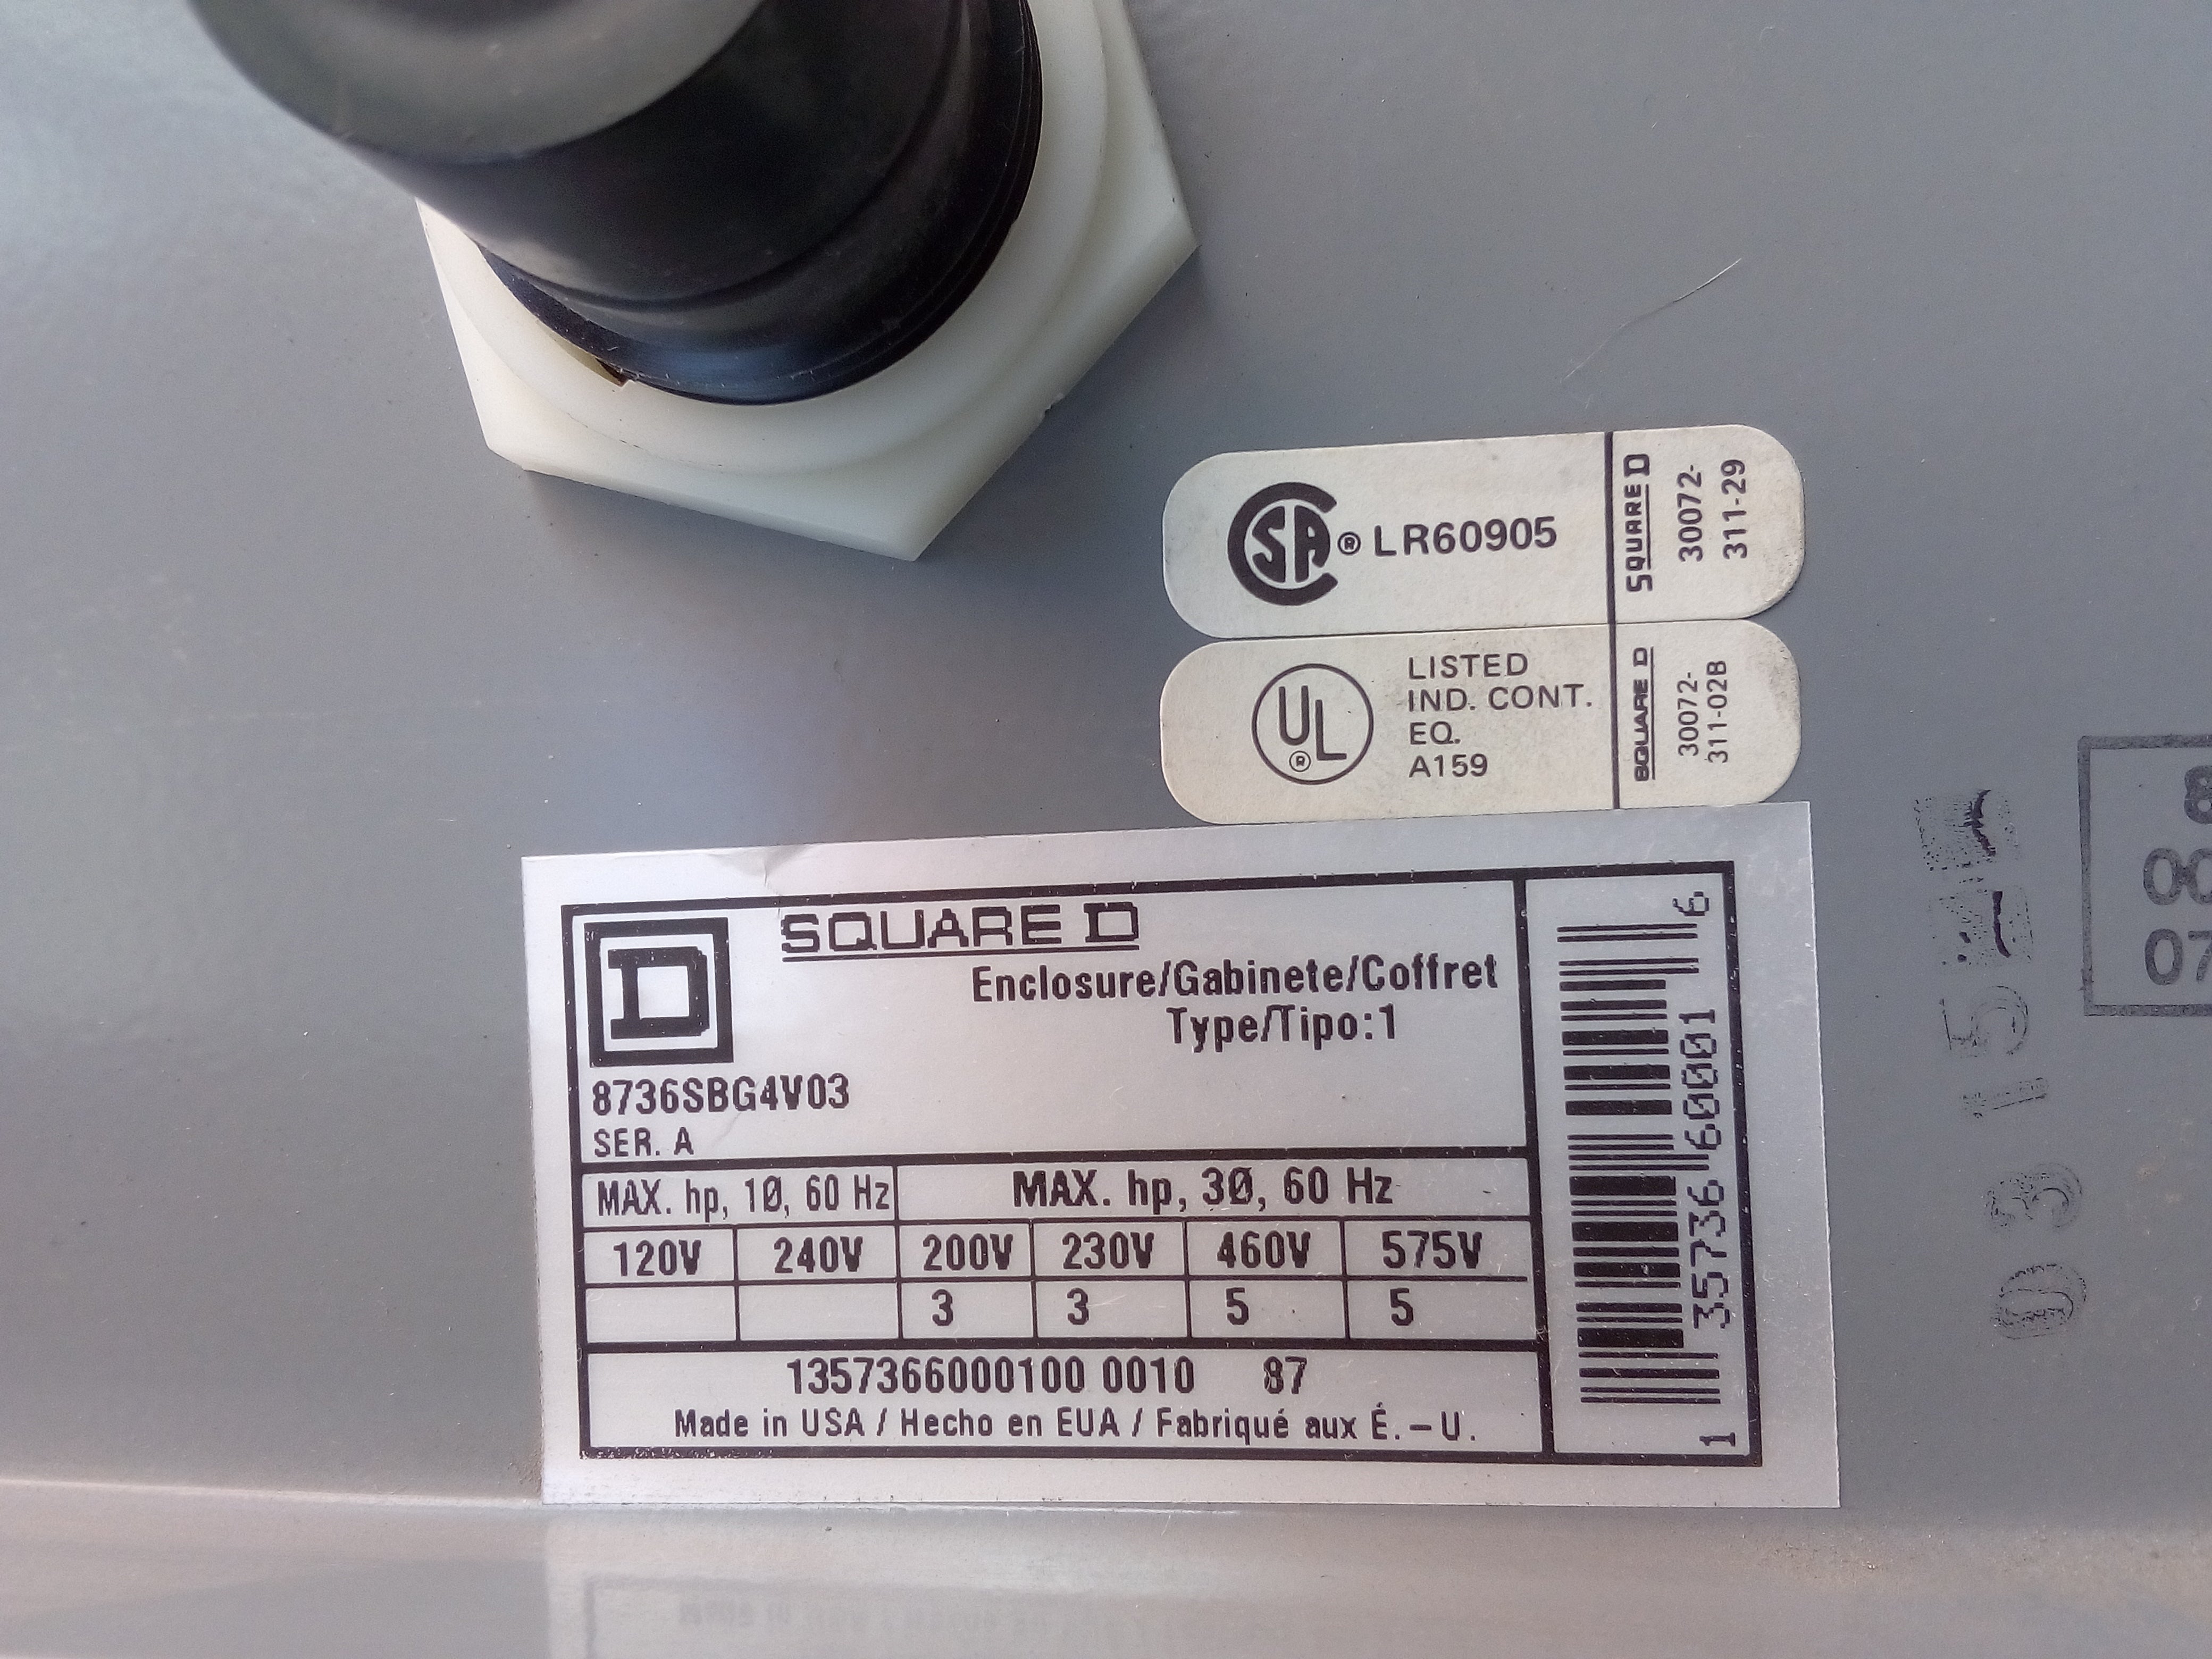 CSA ® LR60905
SQUARE D
30072-
311-29
UL ®
LISTED
IND. CONT.
EQ.
A159
SQUARE D
30072-
311-02B
D
SQUARE D
Enclosure/Gabinete/Coffret
Type/Tipo:1
8736SBG4V03
SER. A
MAX. hp, 1Ø, 60 Hz
MAX. hp, 3Ø, 60 Hz
120V 240V 200V 230V 460V 575V
3 3 5 5
1357366000100 0010 87
Made in USA / Hecho en EUA / Fabriqué aux É.-U.
1 35736 60001 6